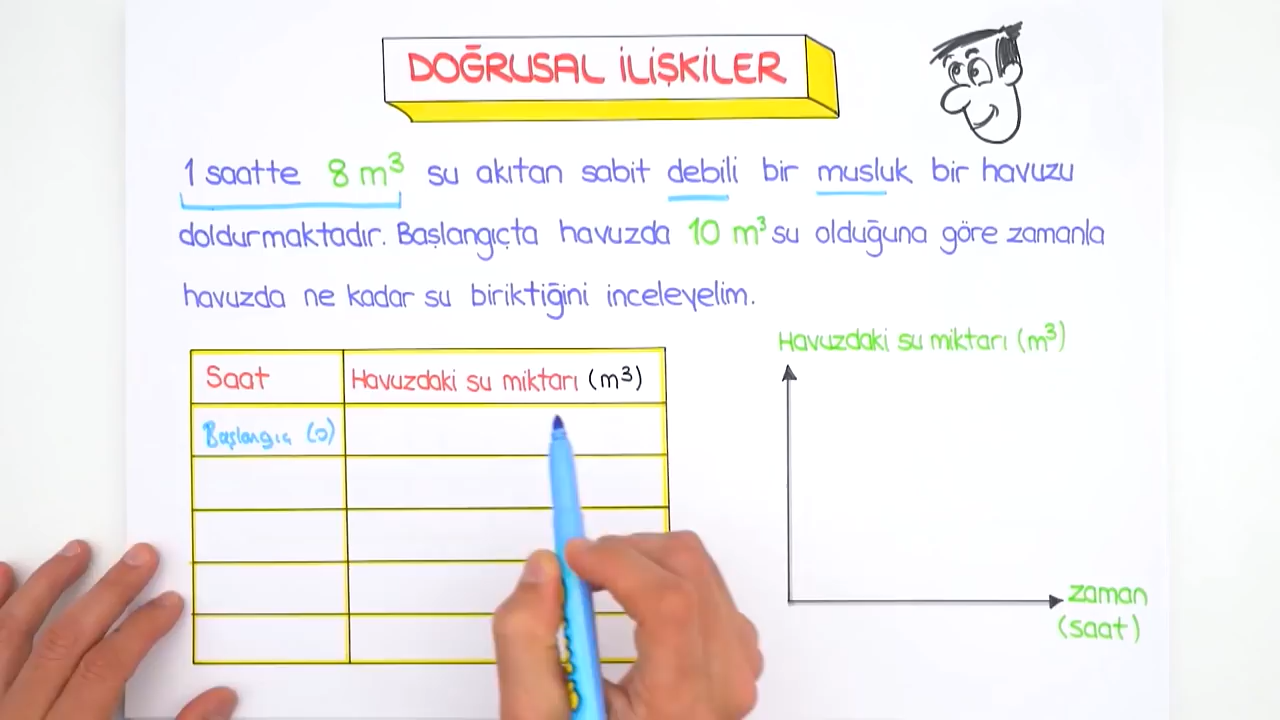 DOĞRUSAL İLİŞKİLER
1 saatte 8 m³ su akıtan sabit debili bir musluk bir havuzu
doldurmaktadır. Başlangıçta havuzda 10 m³ su olduğuna göre zamanla
havuzda ne kadar su biriktiğini inceleyelim.
Saat Havuzdaki su miktarı (m³)
Başlangıç (0)
Havuzdaki su miktarı (m³)
zaman
(saat)